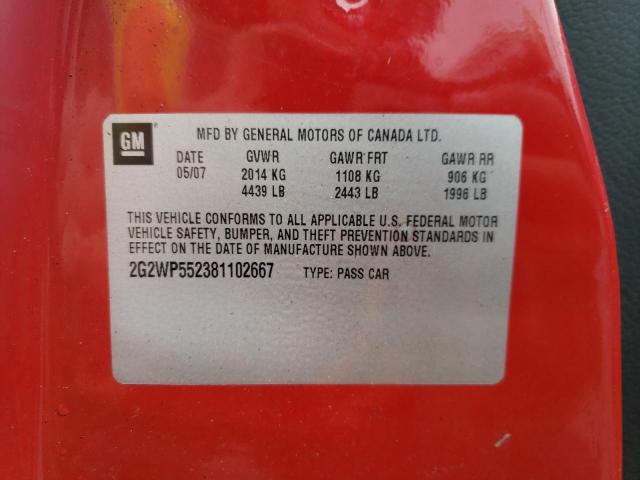 GM
MFD BY GENERAL MOTORS OF CANADA LTD.
DATE GVWR GAWR FRT GAWR RR
05/07 2014 KG 1108 KG 906 KG
4439 LB 2443 LB 1996 LB
THIS VEHICLE CONFORMS TO ALL APPLICABLE U.S. FEDERAL MOTOR
VEHICLE SAFETY, BUMPER, AND THEFT PREVENTION STANDARDS IN
EFFECT ON THE DATE OF MANUFACTURE SHOWN ABOVE.
2G2WP552381102667 TYPE: PASS CAR